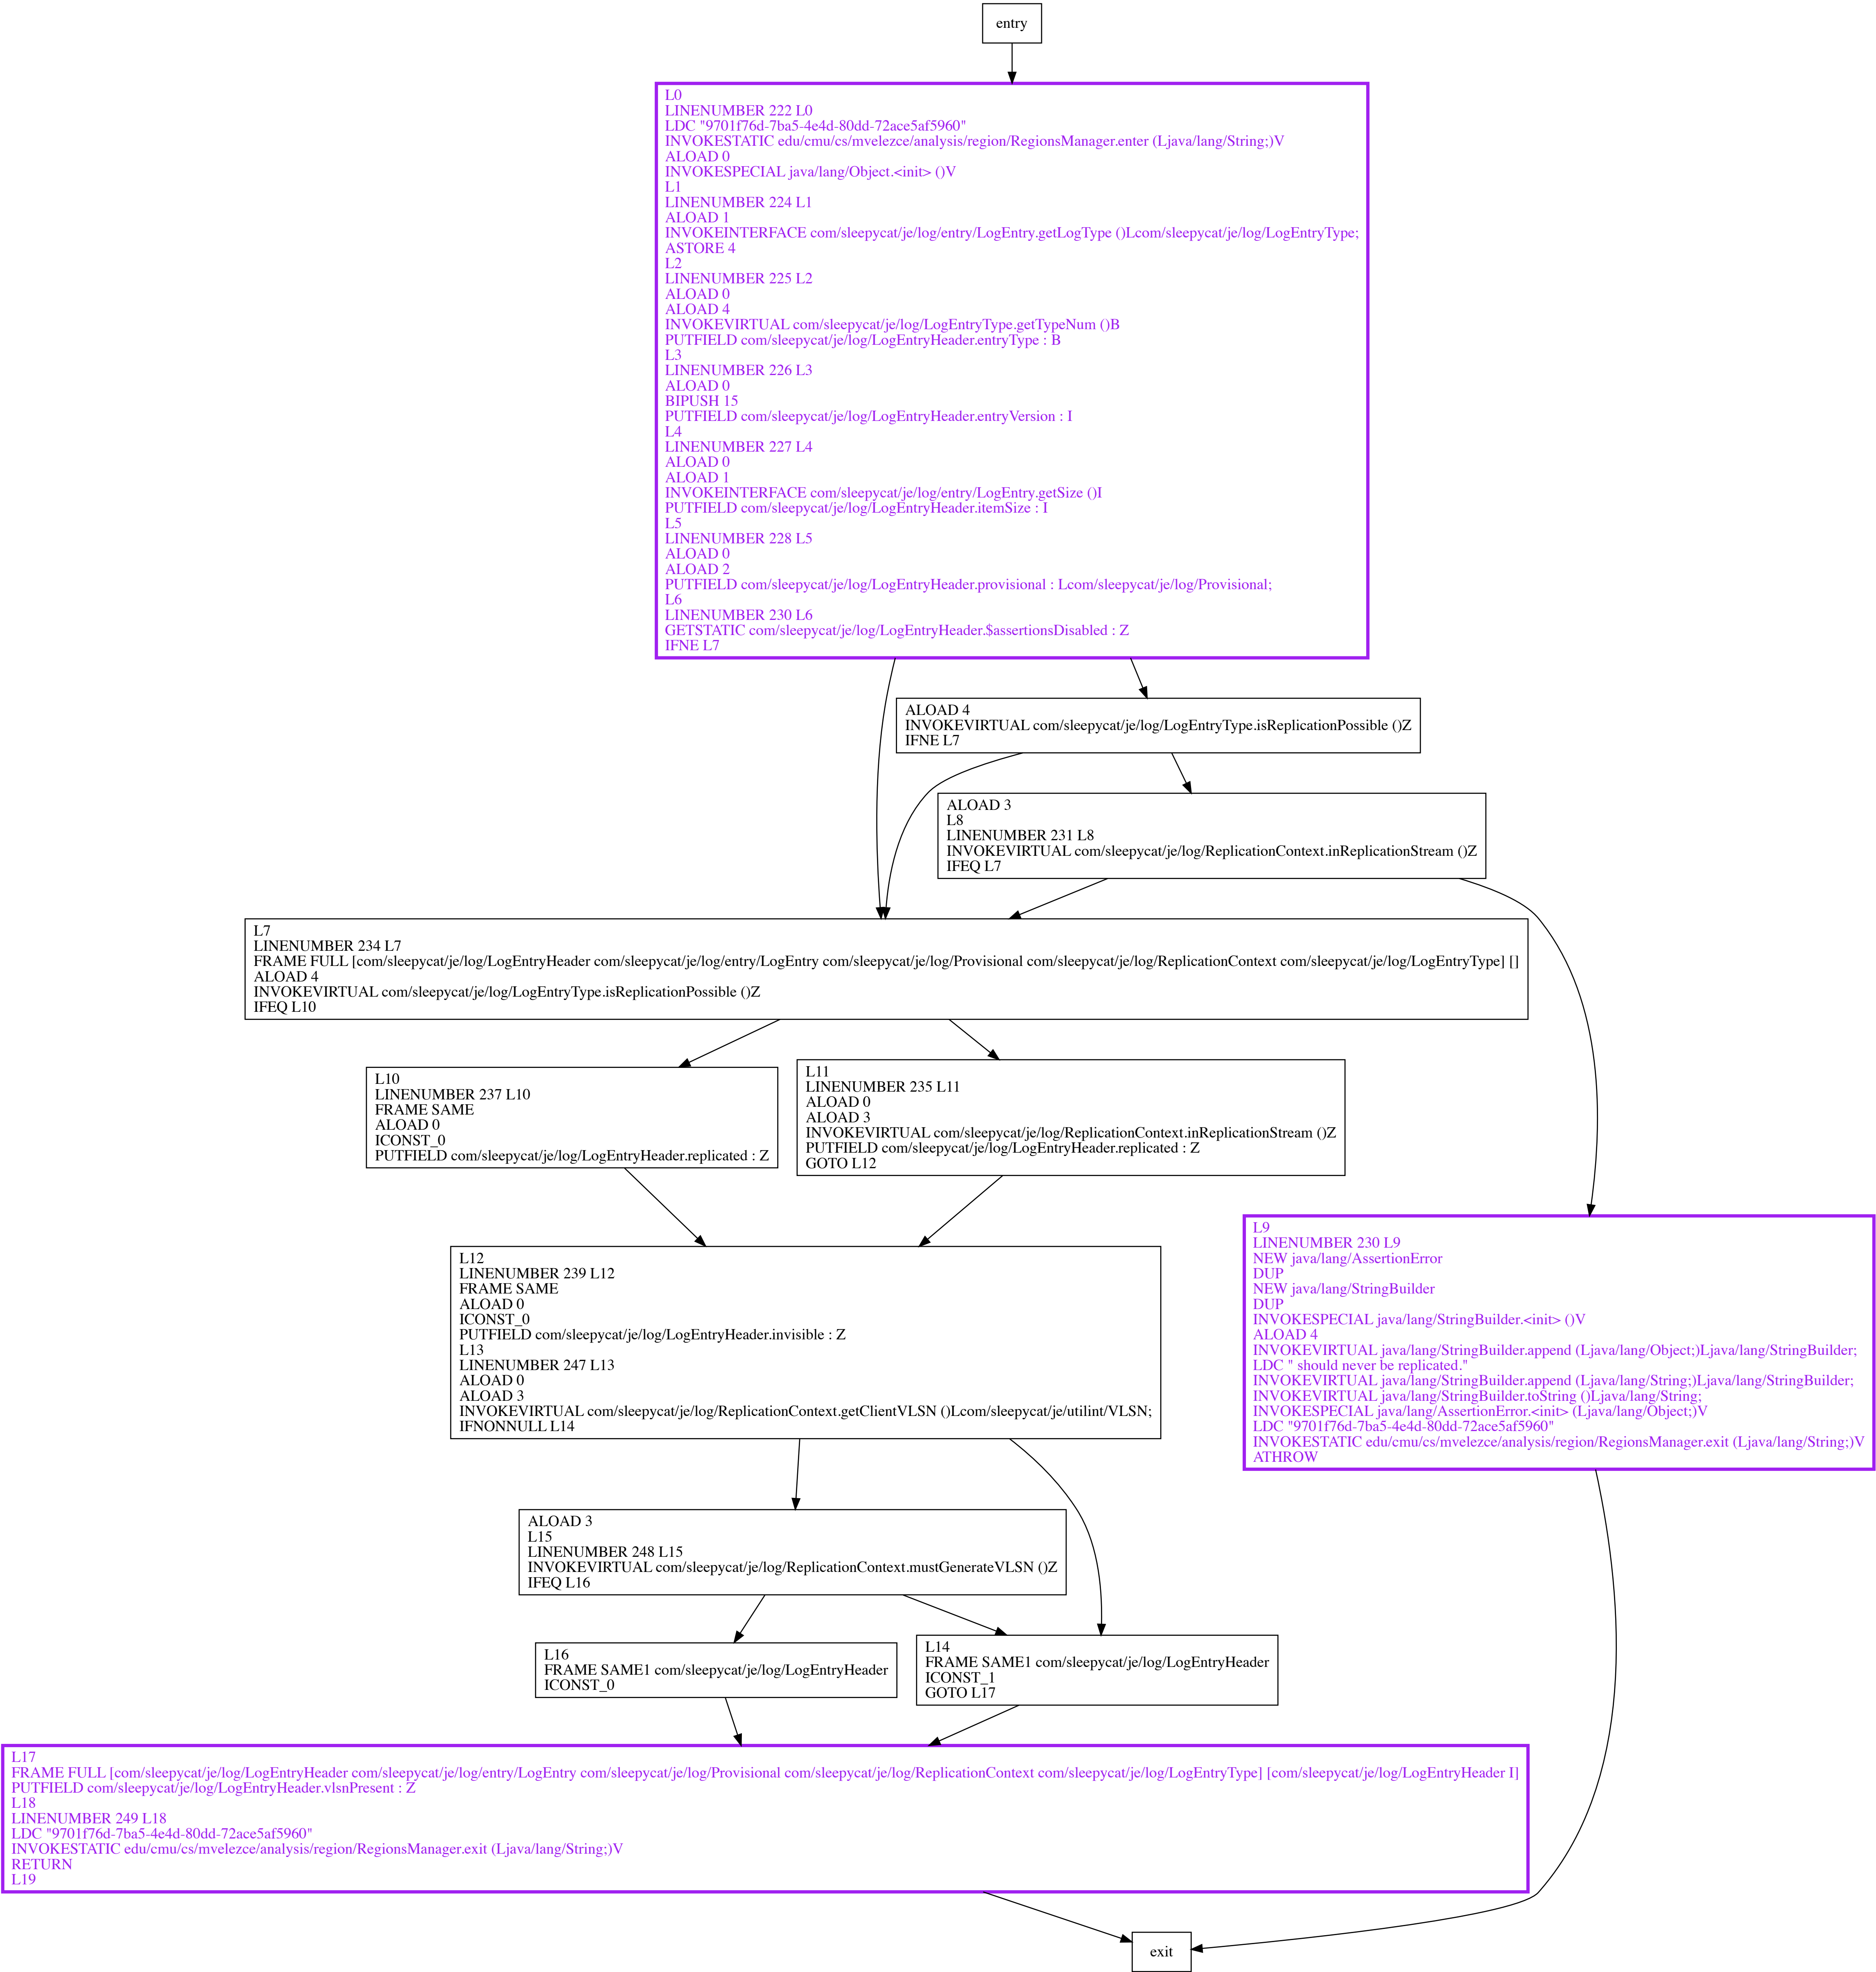 entry
L0
LINENUMBER 222 L0
LDC "9701f76d-7ba5-4e4d-80dd-72ace5af5960"
INVOKESTATIC edu/cmu/cs/mvelezce/analysis/region/RegionsManager.enter (Ljava/lang/String;)V
ALOAD 0
INVOKESPECIAL java/lang/Object.<init> ()V
L1
LINENUMBER 224 L1
ALOAD 1
INVOKEINTERFACE com/sleepycat/je/log/entry/LogEntry.getLogType ()Lcom/sleepycat/je/log/LogEntryType;
ASTORE 4
L2
LINENUMBER 225 L2
ALOAD 0
ALOAD 4
INVOKEVIRTUAL com/sleepycat/je/log/LogEntryType.getTypeNum ()B
PUTFIELD com/sleepycat/je/log/LogEntryHeader.entryType : B
L3
LINENUMBER 226 L3
ALOAD 0
BIPUSH 15
PUTFIELD com/sleepycat/je/log/LogEntryHeader.entryVersion : I
L4
LINENUMBER 227 L4
ALOAD 0
ALOAD 1
INVOKEINTERFACE com/sleepycat/je/log/entry/LogEntry.getSize ()I
PUTFIELD com/sleepycat/je/log/LogEntryHeader.itemSize : I
L5
LINENUMBER 228 L5
ALOAD 0
ALOAD 2
PUTFIELD com/sleepycat/je/log/LogEntryHeader.provisional : Lcom/sleepycat/je/log/Provisional;
L6
LINENUMBER 230 L6
GETSTATIC com/sleepycat/je/log/LogEntryHeader.$assertionsDisabled : Z
IFNE L7
ALOAD 4
INVOKEVIRTUAL com/sleepycat/je/log/LogEntryType.isReplicationPossible ()Z
IFNE L7
ALOAD 3
L8
LINENUMBER 231 L8
INVOKEVIRTUAL com/sleepycat/je/log/ReplicationContext.inReplicationStream ()Z
IFEQ L7
L7
LINENUMBER 234 L7
FRAME FULL [com/sleepycat/je/log/LogEntryHeader com/sleepycat/je/log/entry/LogEntry com/sleepycat/je/log/Provisional com/sleepycat/je/log/ReplicationContext com/sleepycat/je/log/LogEntryType] []
ALOAD 4
INVOKEVIRTUAL com/sleepycat/je/log/LogEntryType.isReplicationPossible ()Z
IFEQ L10
L10
LINENUMBER 237 L10
FRAME SAME
ALOAD 0
ICONST_0
PUTFIELD com/sleepycat/je/log/LogEntryHeader.replicated : Z
L11
LINENUMBER 235 L11
ALOAD 0
ALOAD 3
INVOKEVIRTUAL com/sleepycat/je/log/ReplicationContext.inReplicationStream ()Z
PUTFIELD com/sleepycat/je/log/LogEntryHeader.replicated : Z
GOTO L12
L9
LINENUMBER 230 L9
NEW java/lang/AssertionError
DUP
NEW java/lang/StringBuilder
DUP
INVOKESPECIAL java/lang/StringBuilder.<init> ()V
ALOAD 4
INVOKEVIRTUAL java/lang/StringBuilder.append (Ljava/lang/Object;)Ljava/lang/StringBuilder;
LDC " should never be replicated."
INVOKEVIRTUAL java/lang/StringBuilder.append (Ljava/lang/String;)Ljava/lang/StringBuilder;
INVOKEVIRTUAL java/lang/StringBuilder.toString ()Ljava/lang/String;
INVOKESPECIAL java/lang/AssertionError.<init> (Ljava/lang/Object;)V
LDC "9701f76d-7ba5-4e4d-80dd-72ace5af5960"
INVOKESTATIC edu/cmu/cs/mvelezce/analysis/region/RegionsManager.exit (Ljava/lang/String;)V
ATHROW
L12
LINENUMBER 239 L12
FRAME SAME
ALOAD 0
ICONST_0
PUTFIELD com/sleepycat/je/log/LogEntryHeader.invisible : Z
L13
LINENUMBER 247 L13
ALOAD 0
ALOAD 3
INVOKEVIRTUAL com/sleepycat/je/log/ReplicationContext.getClientVLSN ()Lcom/sleepycat/je/utilint/VLSN;
IFNONNULL L14
ALOAD 3
L15
LINENUMBER 248 L15
INVOKEVIRTUAL com/sleepycat/je/log/ReplicationContext.mustGenerateVLSN ()Z
IFEQ L16
L16
FRAME SAME1 com/sleepycat/je/log/LogEntryHeader
ICONST_0
L14
FRAME SAME1 com/sleepycat/je/log/LogEntryHeader
ICONST_1
GOTO L17
L17
FRAME FULL [com/sleepycat/je/log/LogEntryHeader com/sleepycat/je/log/entry/LogEntry com/sleepycat/je/log/Provisional com/sleepycat/je/log/ReplicationContext com/sleepycat/je/log/LogEntryType] [com/sleepycat/je/log/LogEntryHeader I]
PUTFIELD com/sleepycat/je/log/LogEntryHeader.vlsnPresent : Z
L18
LINENUMBER 249 L18
LDC "9701f76d-7ba5-4e4d-80dd-72ace5af5960"
INVOKESTATIC edu/cmu/cs/mvelezce/analysis/region/RegionsManager.exit (Ljava/lang/String;)V
RETURN
L19
exit